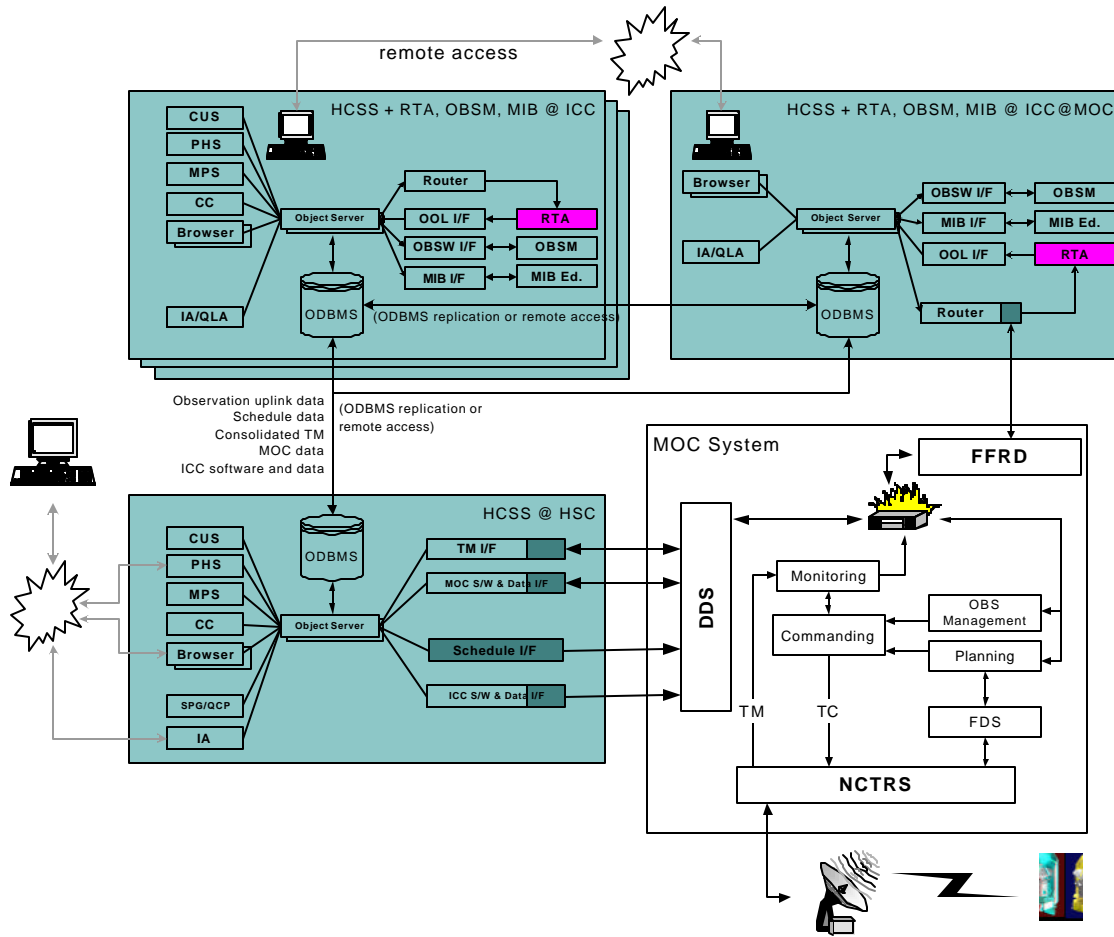 remote access
HCSS + RTA, OBSM, MIB @ ICC
CUS
PHS
MPS
CC
Browser
IA/QLA
Object Server
Router
OOL I/F
RTA
OBSW I/F
OBSM
MIB I/F
MIB Ed.
ODBMS
(ODBMS replication or remote access)
HCSS + RTA, OBSM, MIB @ ICC@MOC
Browser
IA/QLA
Object Server
OBSW I/F
OBSM
MIB I/F
MIB Ed.
OOL I/F
RTA
Router
ODBMS
Observation uplink data
Schedule data
Consolidated TM
MOC data
ICC software and data
(ODBMS replication or
remote access)
HCSS @ HSC
CUS
PHS
MPS
CC
Browser
SPG/QCP
IA
ODBMS
Object Server
TM I/F
MOC S/W & Data I/F
Schedule I/F
ICC S/W & Data I/F
MOC System
FFRD
DDS
Monitoring
Commanding
OBS
Management
Planning
FDS
TM
TC
NCTRS